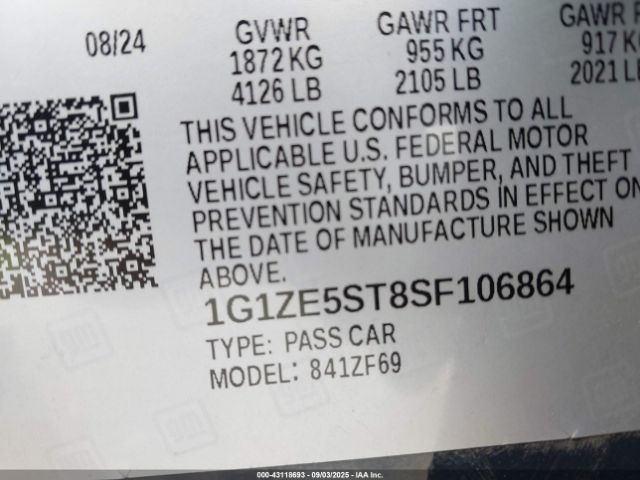 08/24
GVWR
1872 KG
4126 LB
GAWR FRT
955 KG
2105 LB
GAWR
917 KG
2021 LB
THIS VEHICLE CONFORMS TO ALL
APPLICABLE U.S. FEDERAL MOTOR
VEHICLE SAFETY, BUMPER, AND THEFT
PREVENTION STANDARDS IN EFFECT ON
THE DATE OF MANUFACTURE SHOWN
ABOVE.
1G1ZE5ST8SF106864
TYPE: PASS CAR
MODEL: 841ZF69
000-43118693 - 09/03/2025 - IAA Inc.